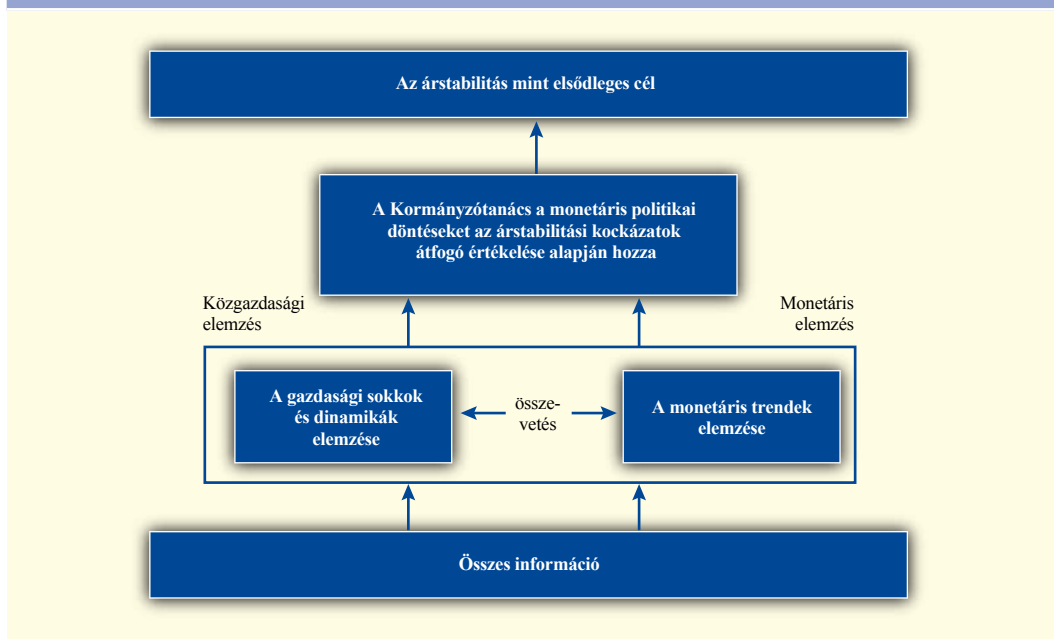 Az árstabilitás mint elsődleges cél
A Kormányzótanács a monetáris politikai
döntéseket az árstabilitási kockázatok
átfogó értékelése alapján hozza
Közgazdasági
elemzés
Monetáris
elemzés
A gazdasági sokkok
és dinamikák
elemzése
össze-
vetés
A monetáris trendek
elemzése
Összes információ